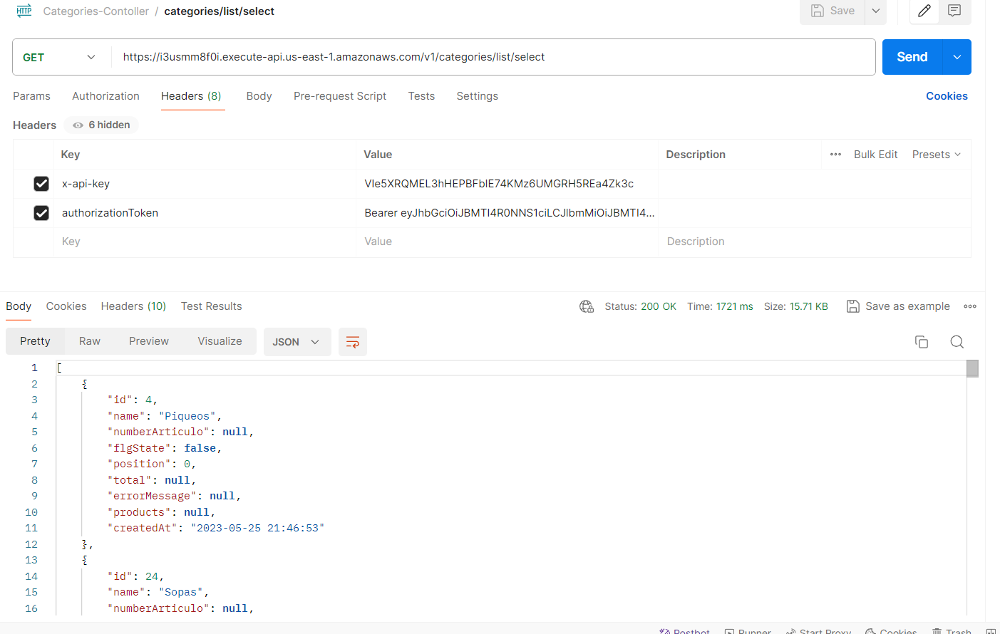 HTTP Categories-Contoller / categories/list/select Save
GET https://i3usmm8f0i.execute-api.us-east-1.amazonaws.com/v1/categories/list/select Send
Params Authorization Headers (8) Body Pre-request Script Tests Settings Cookies
Headers 6 hidden
Key Value Description Bulk Edit Presets
x-api-key VIe5XRQMEL3hHEPBFbIE74KMz6UMGRH5REa4Zk3c
authorizationToken Bearer eyJhbGciOiJBMTI4R0NNS1ciLCJlbmMiOiJBMTI4...
Key Value Description
Body Cookies Headers (10) Test Results Status: 200 OK Time: 1721 ms Size: 15.71 KB Save as example
Pretty Raw Preview Visualize JSON
1 [
2 {
3 "id": 4,
4 "name": "Piqueos",
5 "numberArticulo": null,
6 "flgState": false,
7 "position": 0,
8 "total": null,
9 "errorMessage": null,
10 "products": null,
11 "createdAt": "2023-05-25 21:46:53"
12 },
13 {
14 "id": 24,
15 "name": "Sopas",
16 "numberArticulo": null,
Postbot Runner Start Proxy Cookies Trash